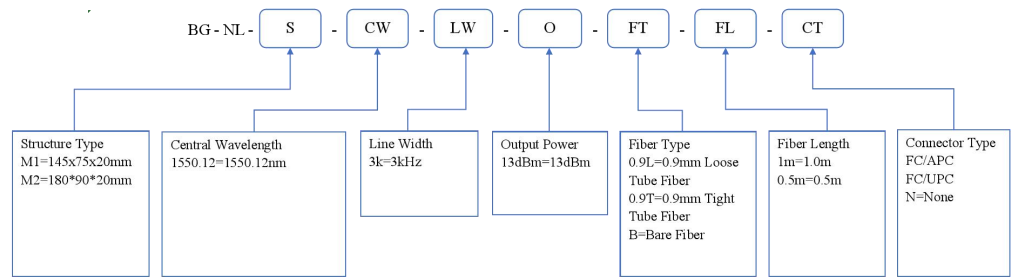 BG - NL - S - CW - LW - O - FT - FL - CT
Structure Type
M1=145x75x20mm
M2=180*90*20mm
Central Wavelength
1550.12=1550.12nm
Line Width
3k=3kHz
Output Power
13dBm=13dBm
Fiber Type
0.9L=0.9mm Loose
Tube Fiber
0.9T=0.9mm Tight
Tube Fiber
B=Bare Fiber
Fiber Length
1m=1.0m
0.5m=0.5m
Connector Type
FC/APC
FC/UPC
N=None